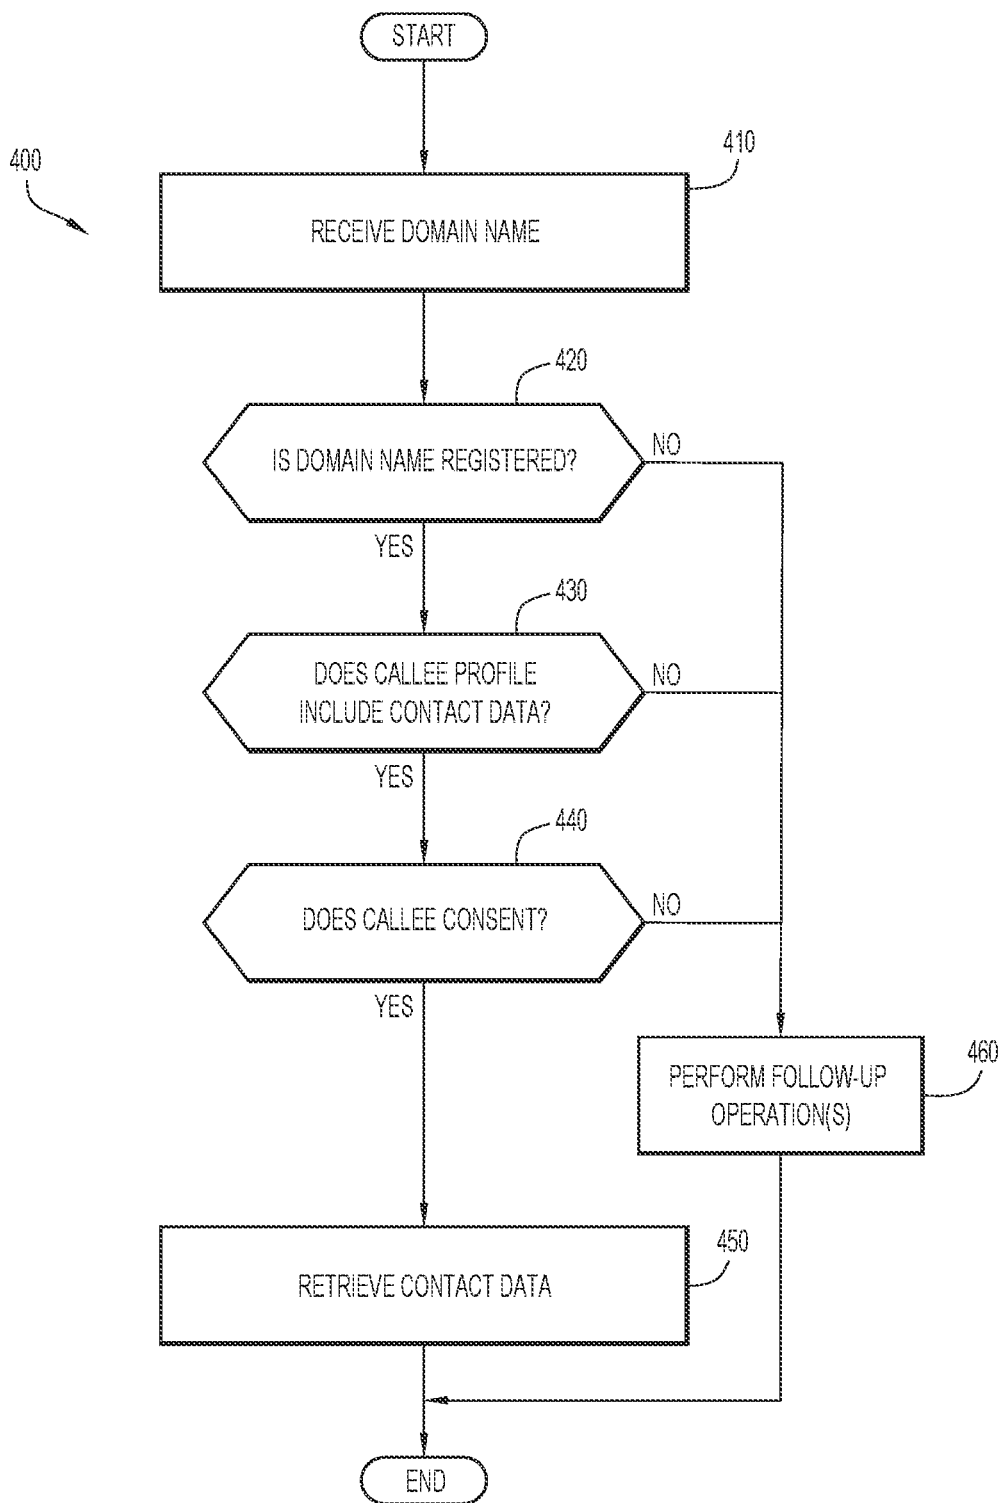 START
400
410
RECEIVE DOMAIN NAME
420
IS DOMAIN NAME REGISTERED?
NO
YES
430
DOES CALLEE PROFILE
INCLUDE CONTACT DATA?
NO
YES
440
DOES CALLEE CONSENT?
NO
YES
460
PERFORM FOLLOW-UP
OPERATION(S)
450
RETRIEVE CONTACT DATA
END